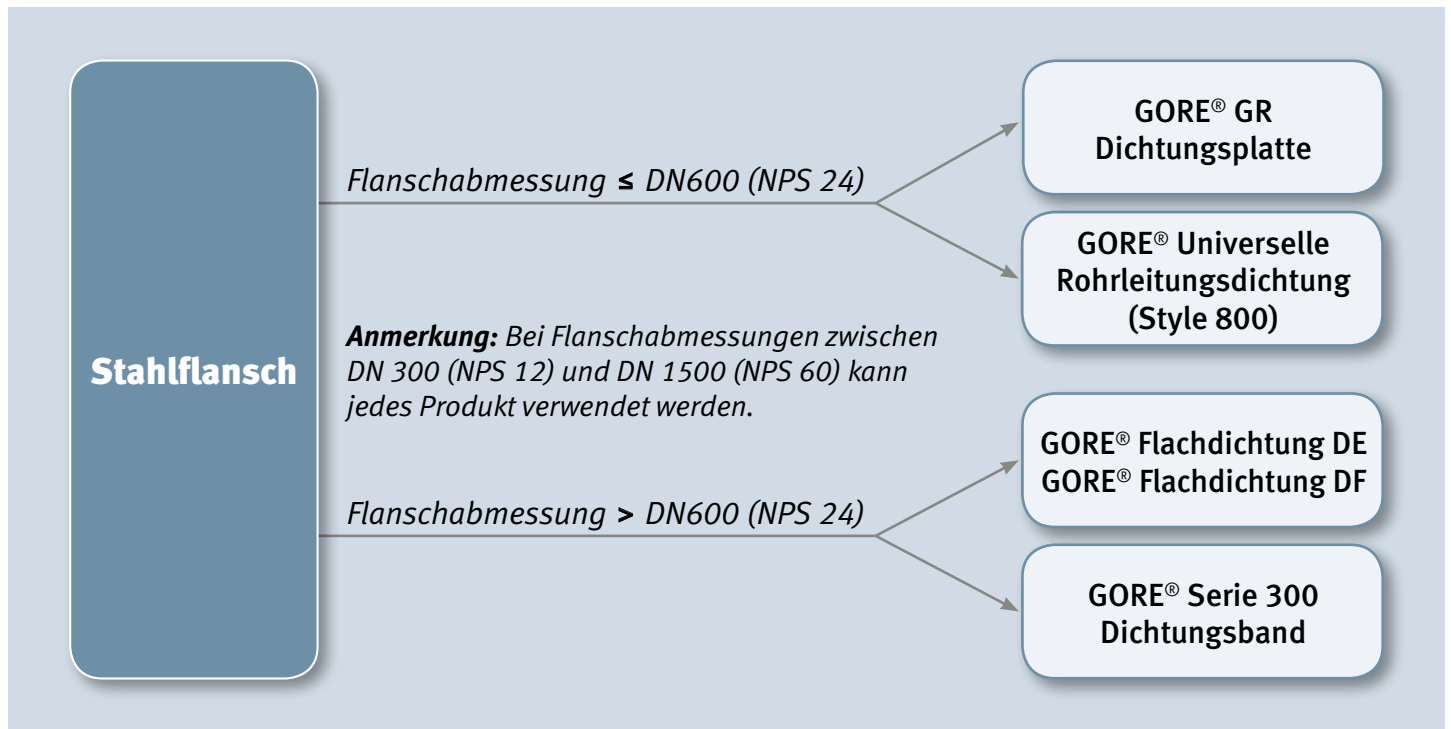 Stahlflansch
Flanschabmessung ≤ DN600 (NPS 24)
GORE® GR
Dichtungsplatte
GORE® Universelle
Rohrleitungsdichtung
(Style 800)
Anmerkung: Bei Flanschabmessungen zwischen
DN 300 (NPS 12) und DN 1500 (NPS 60) kann
jedes Produkt verwendet werden.
Flanschabmessung > DN600 (NPS 24)
GORE® Flachdichtung DE
GORE® Flachdichtung DF
GORE® Serie 300
Dichtungsband